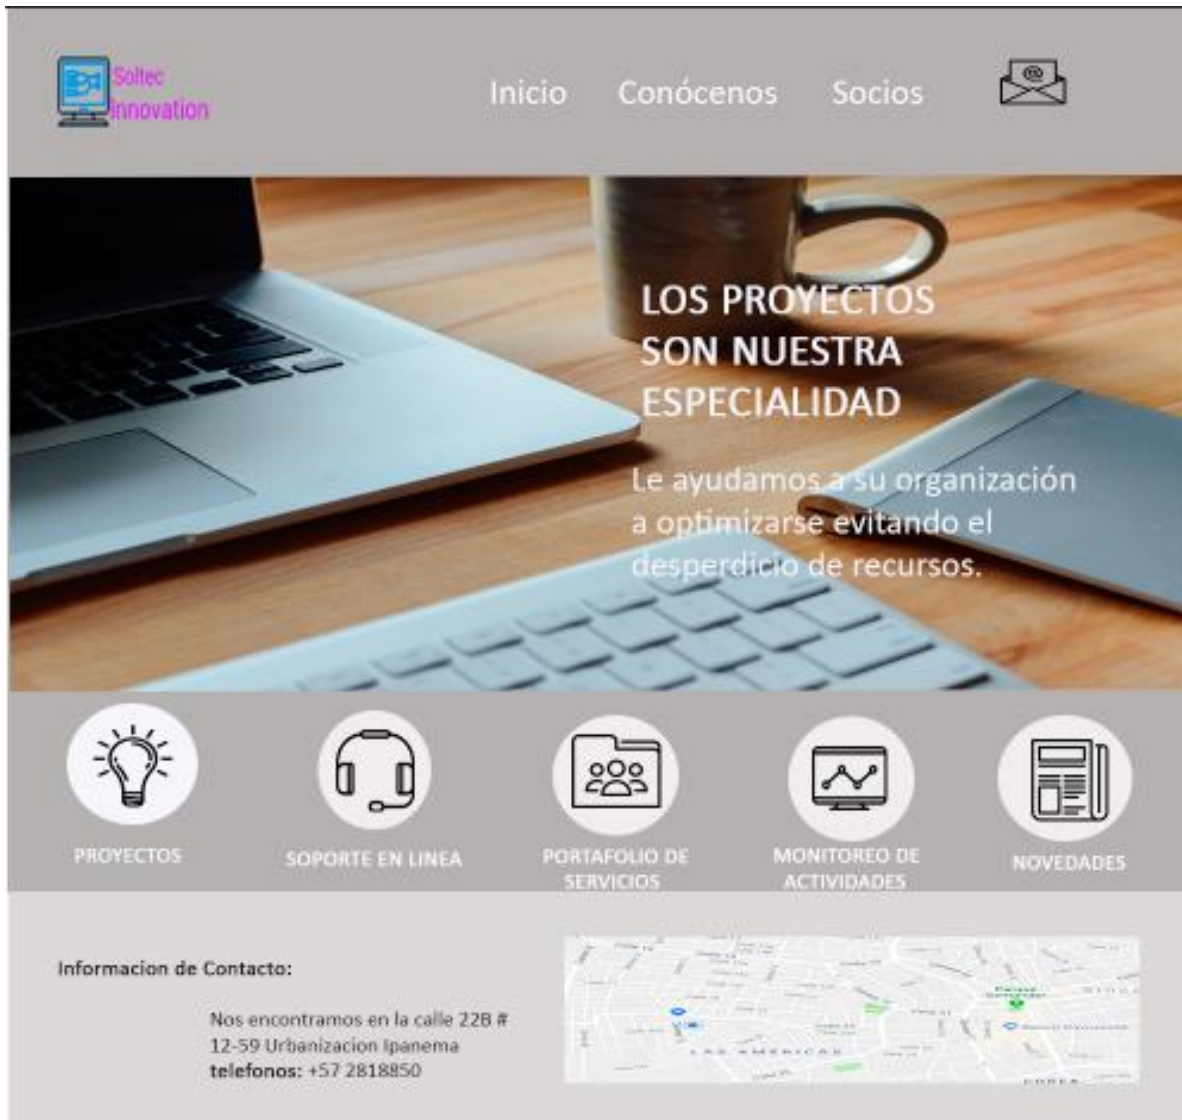 Soltec
Innovation
Inicio Conócenos Socios
@
LOS PROYECTOS
SON NUESTRA
ESPECIALIDAD
Le ayudamos a su organización
a optimizarse evitando el
desperdicio de recursos.
PROYECTOS
SOPORTE EN LINEA
PORTAFOLIO DE
SERVICIOS
MONITOREO DE
ACTIVIDADES
NOVEDADES
Informacion de Contacto:
Nos encontramos en la calle 22B #
12-59 Urbanizacion Ipanema
telefonos: +57 2818850
LAS AMÉRICAS